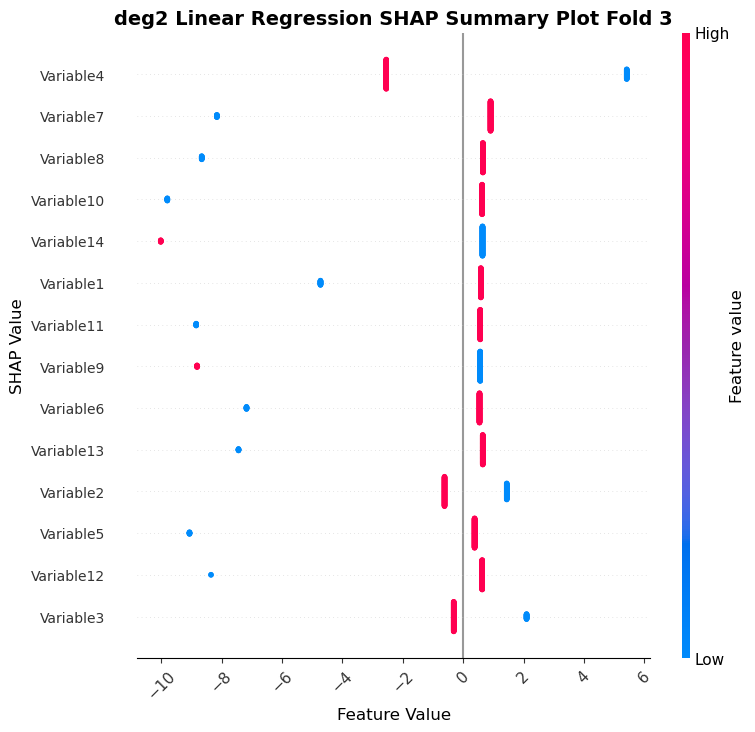 deg2 Linear Regression SHAP Summary Plot Fold 3
High
Variable4
Variable7
Variable8
Variable10
Variable14
Variable1
Variable11
Variable9
Variable6
Variable13
Variable2
Variable5
Variable12
Variable3
SHAP Value
Feature value
Low
−10
−8
−6
−4
−2
0
2
4
6
Feature Value